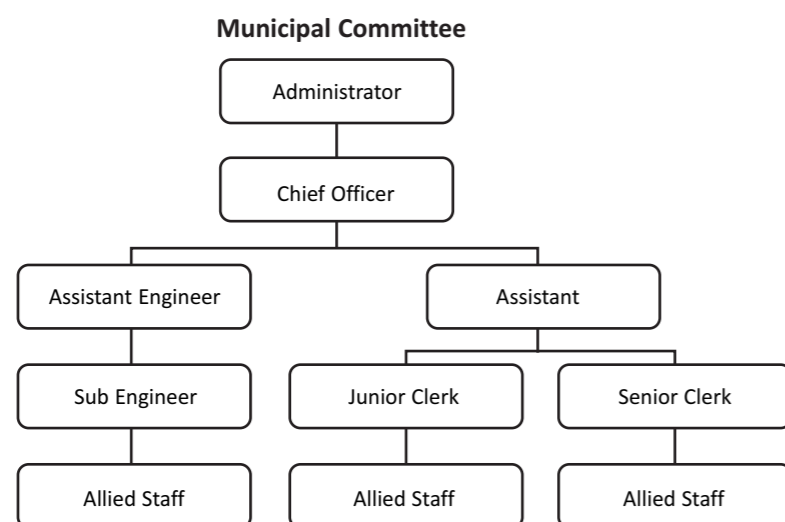 Municipal Committee
Administrator
Chief Officer
Assistant Engineer
Assistant
Sub Engineer
Junior Clerk
Senior Clerk
Allied Staff
Allied Staff
Allied Staff